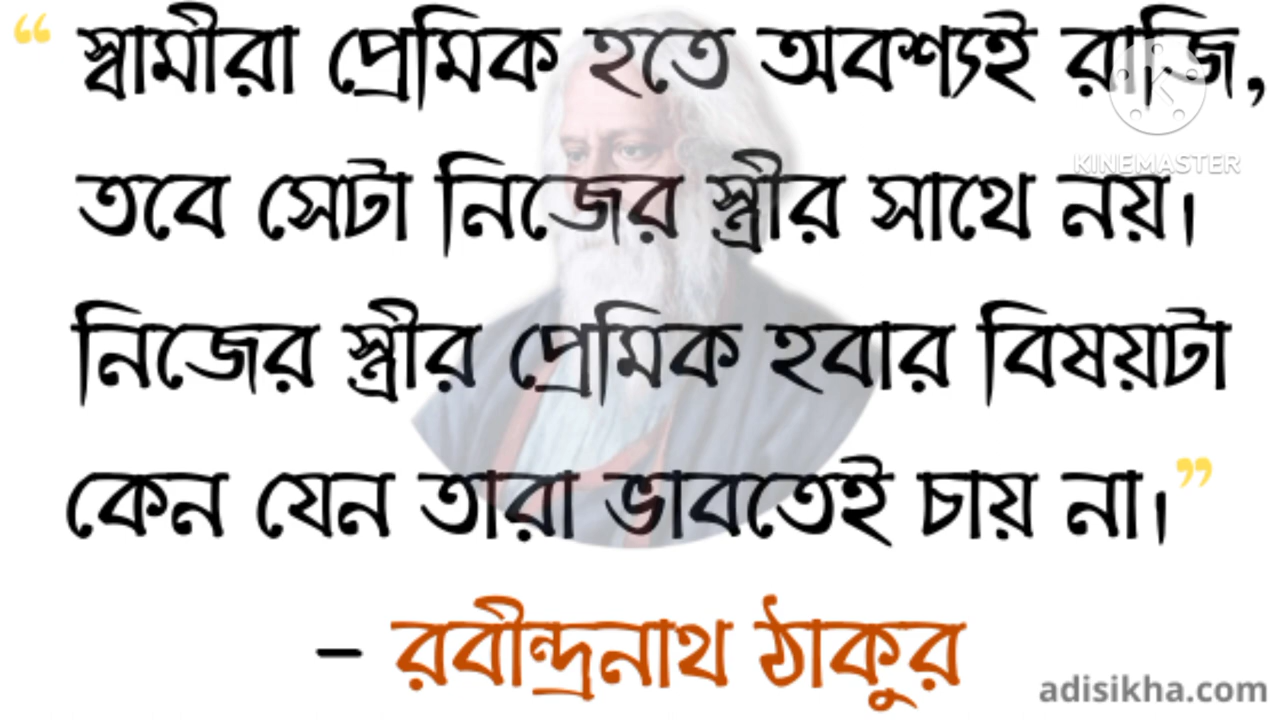 “ স্বামীরা প্রেমিক হতে অবশ্যই রাজি,
KINEMASTER
তবে সেটা নিজের স্ত্রীর সাথে নয়।
নিজের স্ত্রীর প্রেমিক হবার বিষয়টা
কেন যেন তারা ভাবতেই চায় না।”
– রবীন্দ্রনাথ ঠাকুর
adisikha.com